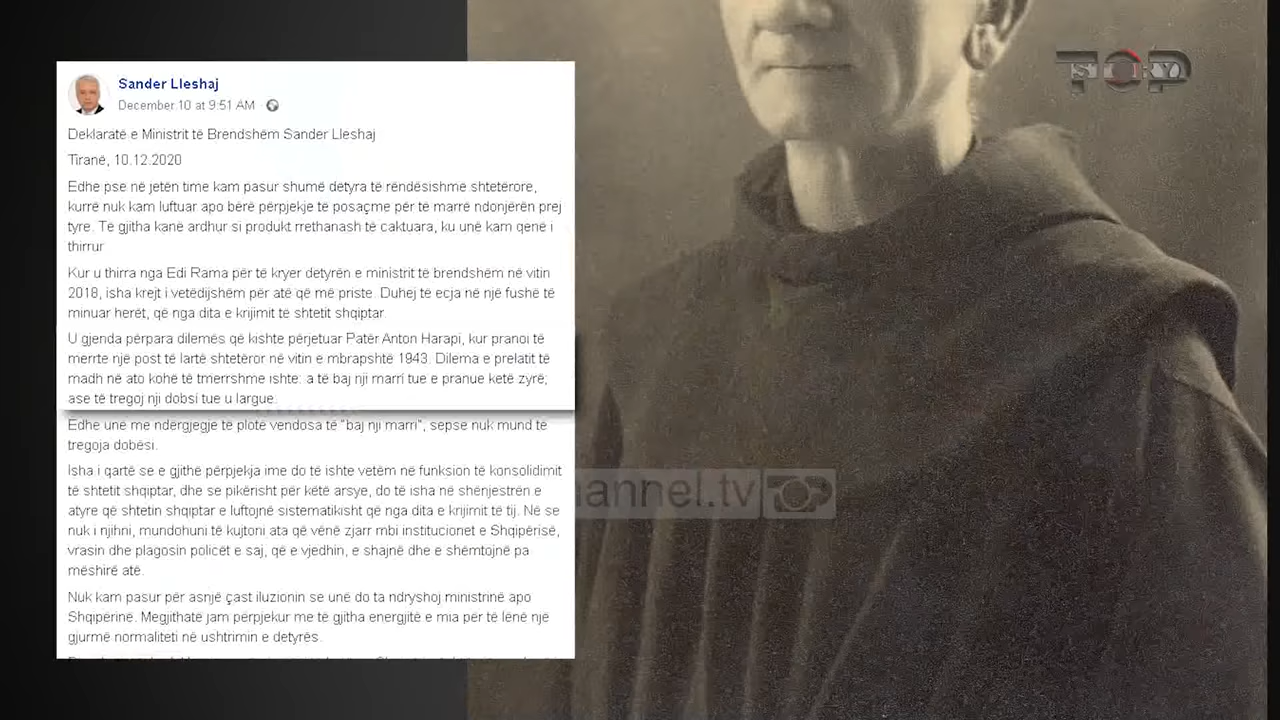 Sander Lleshaj
December 10 at 9:51 AM
Deklaratë e Ministrit të Brendshëm Sander Lleshaj
Tiranë, 10.12.2020
Edhe pse në jetën time kam pasur shumë detyra të rëndësishme shtetërore,
kurrë nuk kam luftuar apo bërë përpjekje të posaçme për të marrë ndonjërën prej
tyre. Të gjitha kanë ardhur si produkt rrethanash të caktuara, ku unë kam qenë i
thirrur
Kur u thirra nga Edi Rama për të kryer detyrën e ministrit të brendshëm në vitin
2018, isha krejt i vetëdijshëm për atë që më priste. Duhej të ecja në një fushë të
minuar herët, që nga dita e krijimit të shtetit shqiptar.
U gjenda përpara dilemës që kishte përjetuar Patër Anton Harapi, kur pranoi të
merrte një post të lartë shtetëror në vitin e mbrapshtë 1943. Dilema e prelatit të
madh në ato kohë të tmerrshme ishte: a të baj nji marri tue e pranue ketë zyrë;
ase të tregoj nji dobsi tue u largue.
Edhe unë me ndërgjegje të plotë vendosa të "baj nji marri", sepse nuk mund të
tregoja dobësi.
Isha i qartë se e gjithë përpjekja ime do të ishte vetëm në funksion të konsolidimit
të shtetit shqiptar, dhe se pikërisht për këtë arsye, do të isha në shënjestrën e
atyre që shtetin shqiptar e luftojnë sistematikisht që nga dita e krijimit të tij. Në se
nuk i njihni, mundohuni të kujtoni ata që vënë zjarr mbi institucionet e Shqipërisë,
vrasin dhe plagosin policët e saj, që e vjedhin, e shajnë dhe e shëmtojnë pa
mëshirë atë.
Nuk kam pasur për asnjë çast iluzionin se unë do ta ndryshoj ministrinë apo
Shqipërinë. Megjithatë jam përpjekur me të gjitha energjitë e mia për të lënë një
gjurmë normaliteti në ushtrimin e detyrës.
TOP
STORY
hannel.tv
TOP